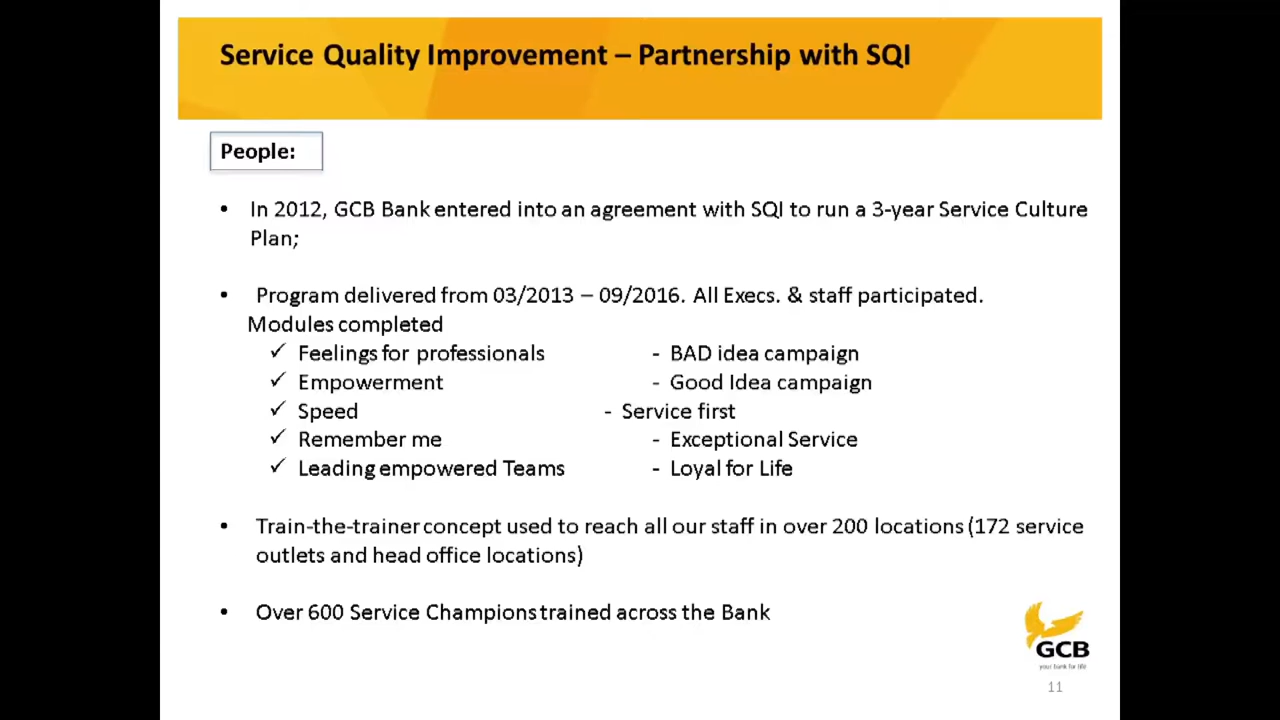 Service Quality Improvement – Partnership with SQI
People:
• In 2012, GCB Bank entered into an agreement with SQI to run a 3-year Service Culture
Plan;
• Program delivered from 03/2013 – 09/2016. All Execs. & staff participated.
Modules completed
✓ Feelings for professionals - BAD idea campaign
✓ Empowerment - Good Idea campaign
✓ Speed - Service first
✓ Remember me - Exceptional Service
✓ Leading empowered Teams - Loyal for Life
• Train-the-trainer concept used to reach all our staff in over 200 locations (172 service
outlets and head office locations)
• Over 600 Service Champions trained across the Bank
GCB
your bank for life
11